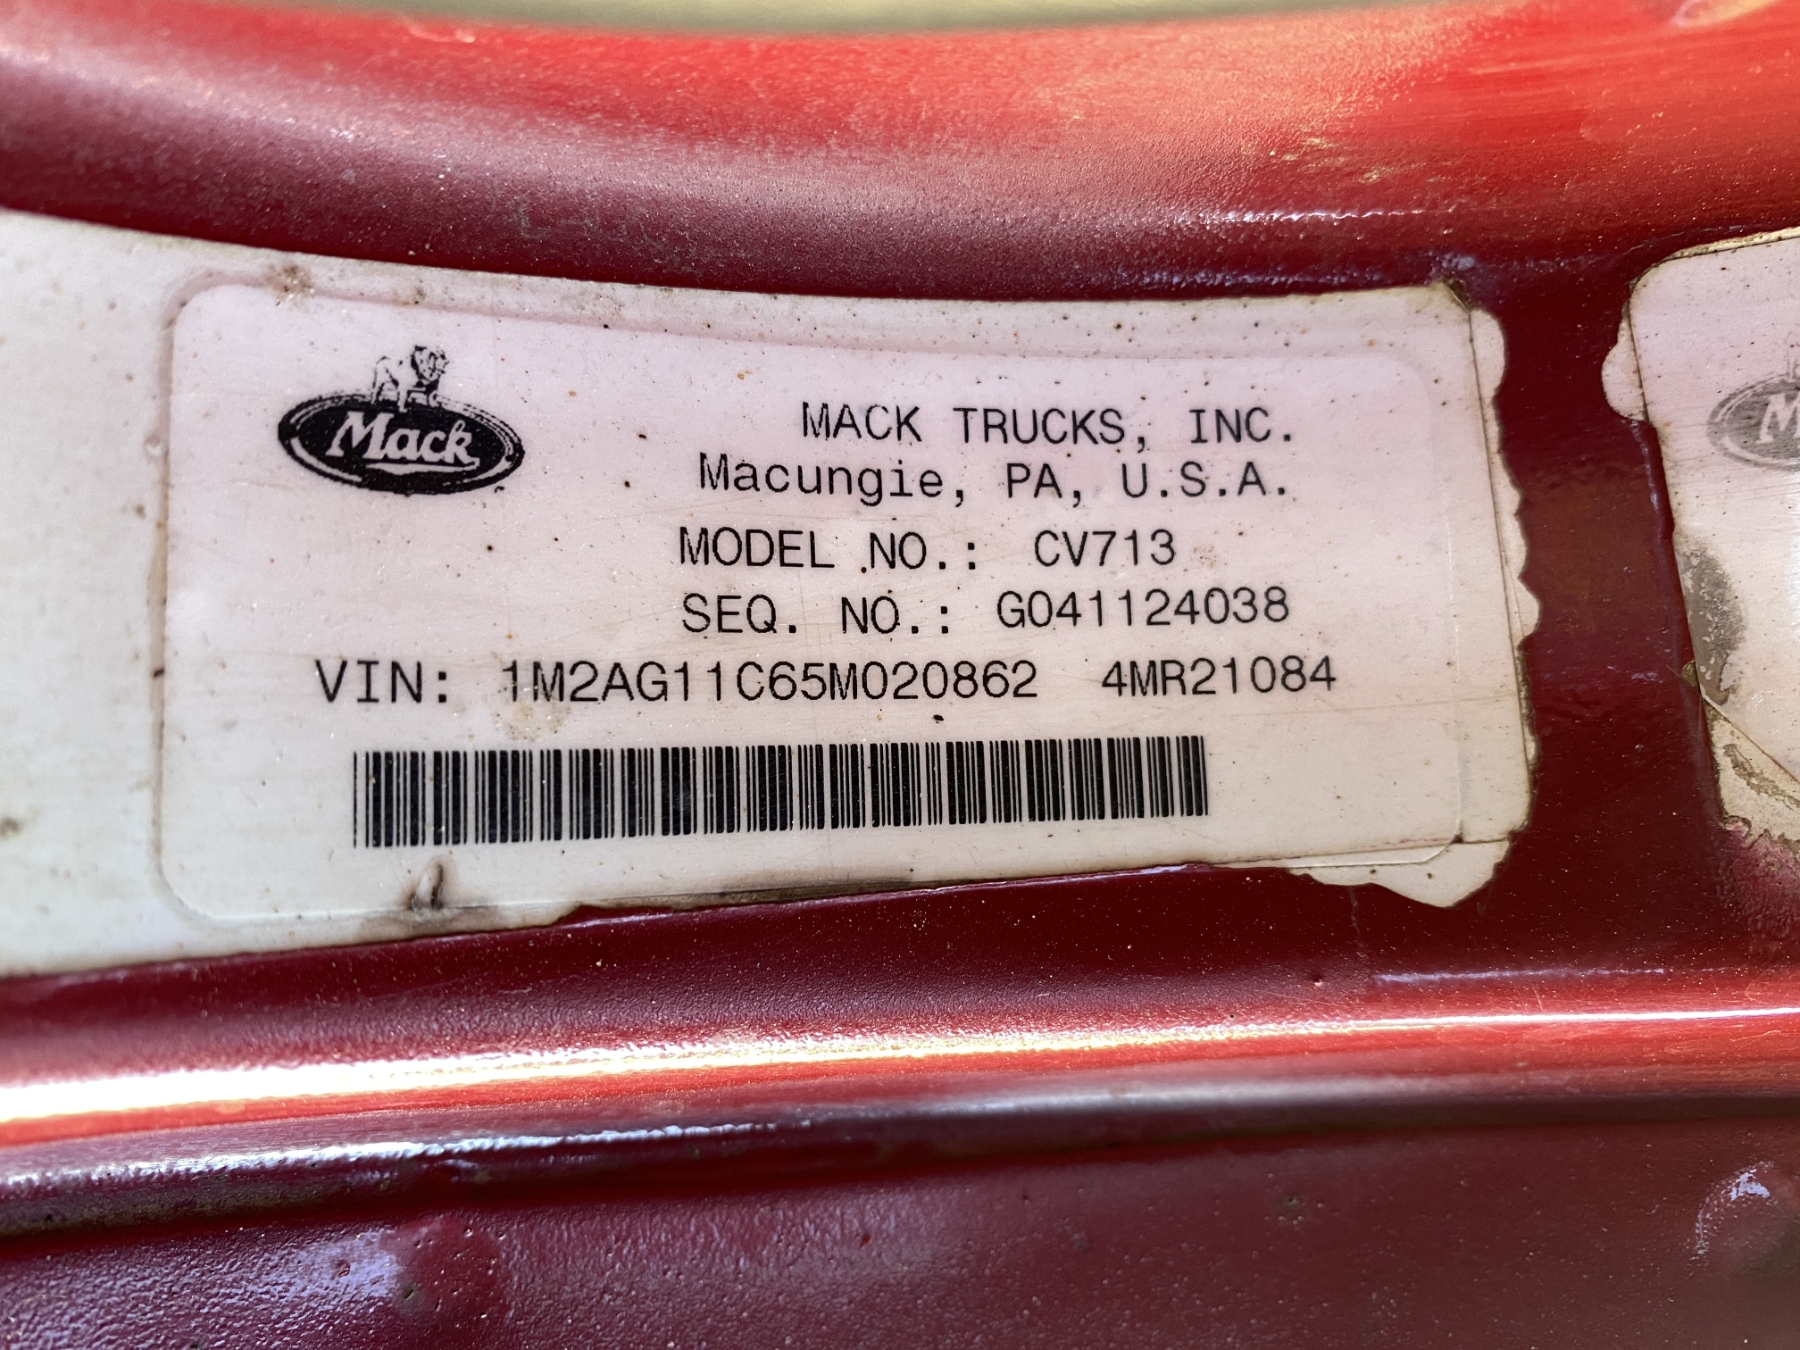 Mack
MACK TRUCKS, INC.
Macungie, PA, U.S.A.
MODEL NO.: CV713
SEQ. NO.: G041124038
VIN: 1M2AG11C65M020862 4MR21084